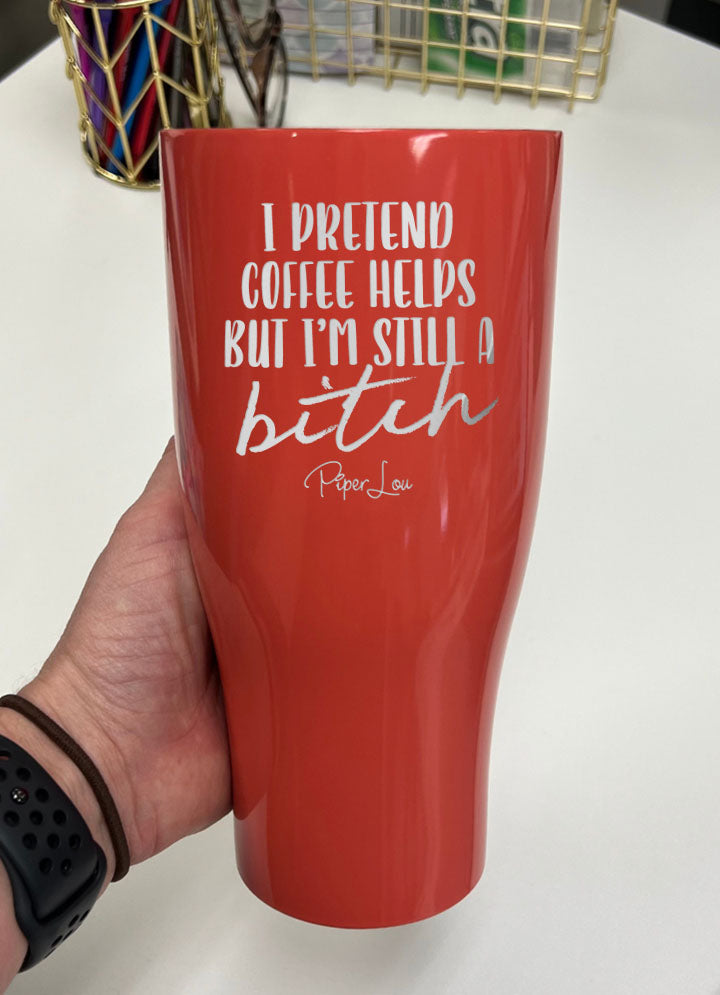 I PRETEND
COFFEE HELPS
BUT I'M STILL A
bitch
Piper Lou